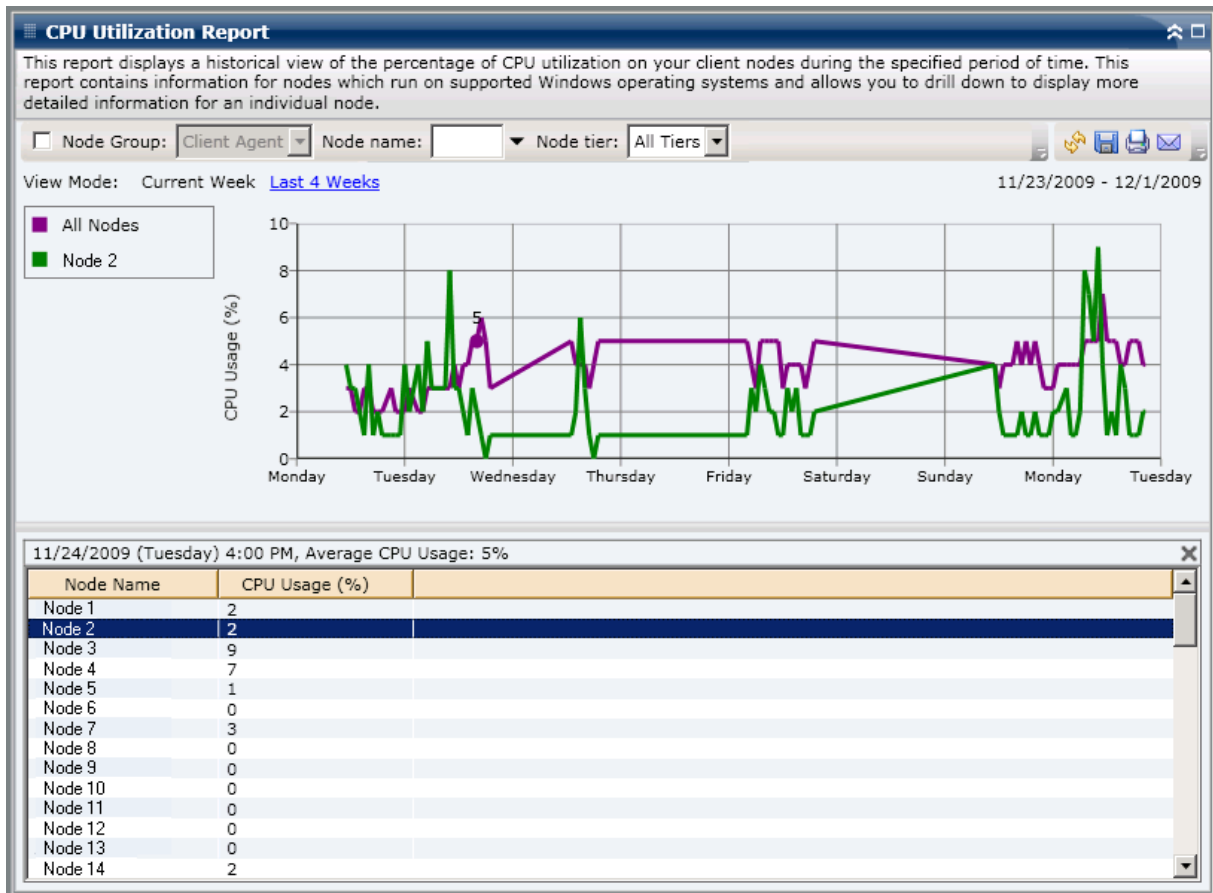 CPU Utilization Report
This report displays a historical view of the percentage of CPU utilization on your client nodes during the specified period of time. This
report contains information for nodes which run on supported Windows operating systems and allows you to drill down to display more
detailed information for an individual node.
Node Group: Client Agent Node name: Node tier: All Tiers
View Mode: Current Week Last 4 Weeks 11/23/2009 - 12/1/2009
All Nodes
Node 2
CPU Usage (%)
10
8
6
4
2
0
5
Monday Tuesday Wednesday Thursday Friday Saturday Sunday Monday Tuesday
11/24/2009 (Tuesday) 4:00 PM, Average CPU Usage: 5%
Node Name CPU Usage (%)
Node 1 2
Node 2 2
Node 3 9
Node 4 7
Node 5 1
Node 6 0
Node 7 3
Node 8 0
Node 9 0
Node 10 0
Node 11 0
Node 12 0
Node 13 0
Node 14 2